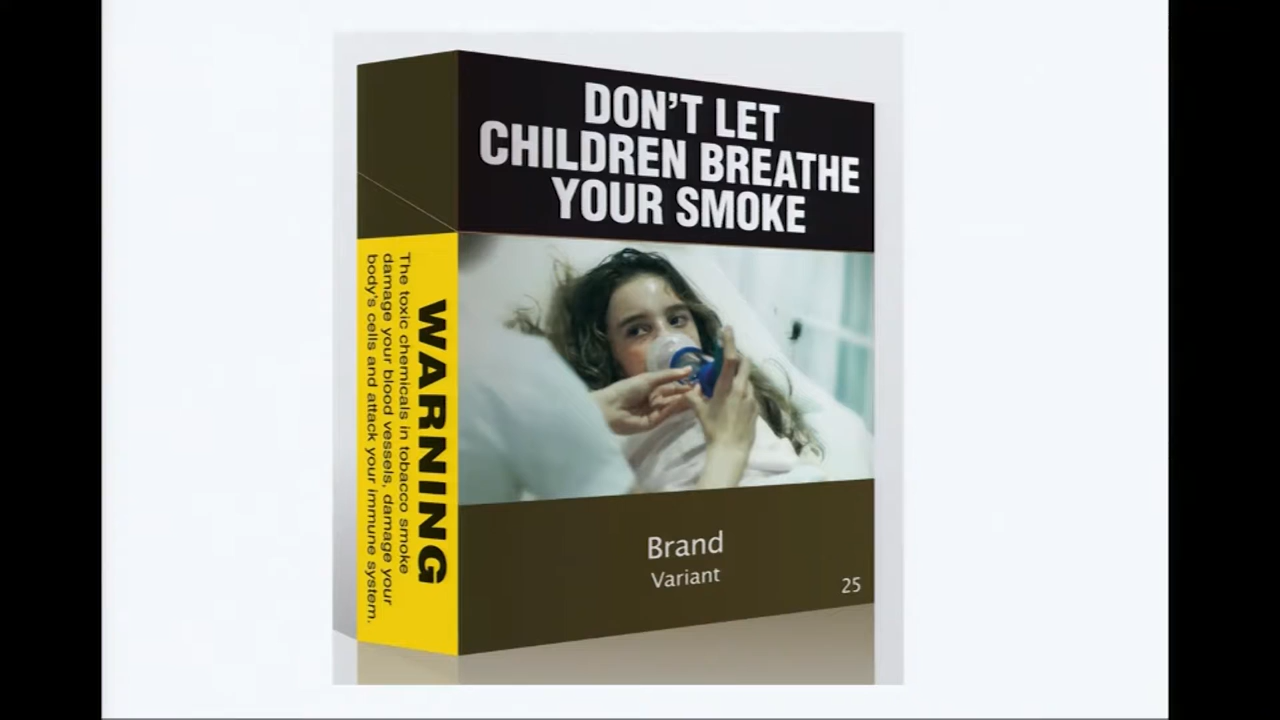 DON'T LET
CHILDREN BREATHE
YOUR SMOKE
WARNING
The toxic chemicals in tobacco smoke
damage your blood vessels, damage your
body's cells and attack your immune system.
Brand
Variant
25